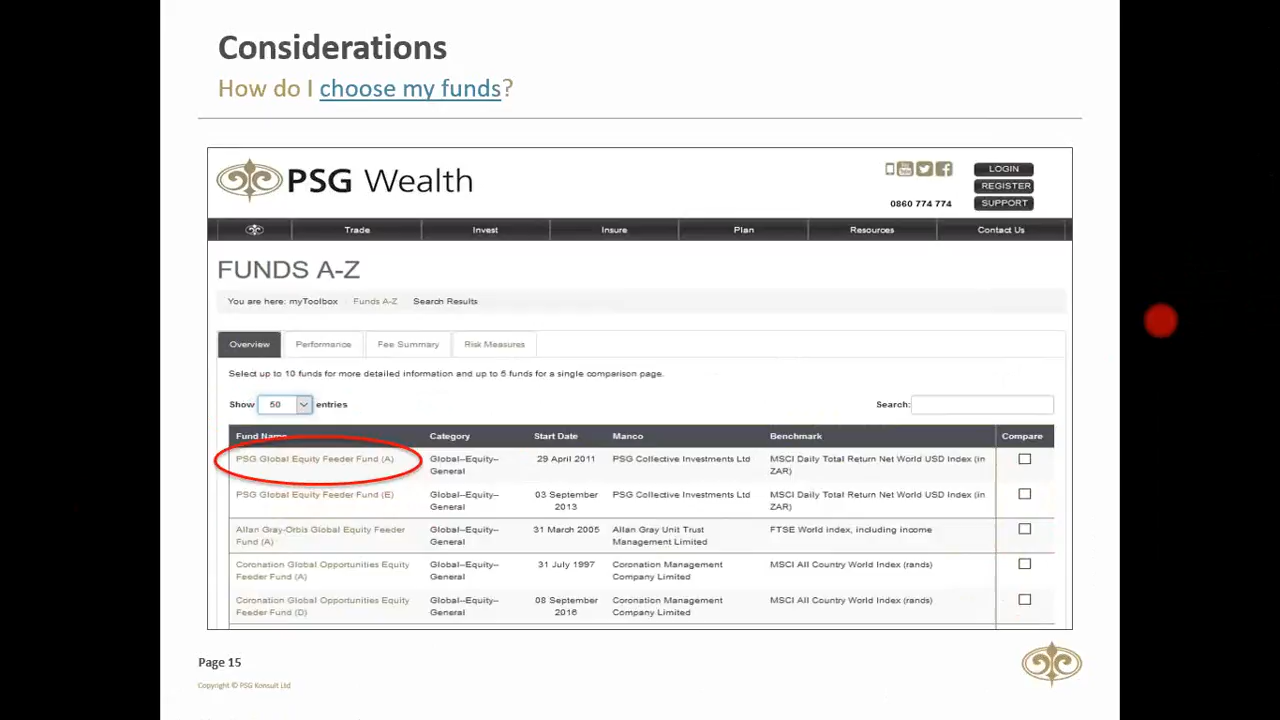 Considerations
How do I choose my funds?
PSG Wealth
LOGIN
REGISTER
0860 774 774 SUPPORT
Trade Invest Insure Plan Resources Contact Us
FUNDS A-Z
You are here: myToolbox Funds A-Z Search Results
Overview Performance Fee Summary Risk Measures
Select up to 10 funds for more detailed information and up to 5 funds for a single comparison page.
Show 50 entries Search:
Fund Name Category Start Date Manco Benchmark Compare
PSG Global Equity Feeder Fund (A) Global–Equity– 29 April 2011 PSG Collective Investments Ltd MSCI Daily Total Return Net World USD Index (in
General ZAR)
PSG Global Equity Feeder Fund (E) Global–Equity– 03 September PSG Collective Investments Ltd MSCI Daily Total Return Net World USD Index (in
General 2013 ZAR)
Allan Gray-Orbis Global Equity Feeder Global–Equity– 31 March 2005 Allan Gray Unit Trust FTSE World index, including income
Fund (A) General Management Limited
Coronation Global Opportunities Equity Global–Equity– 31 July 1997 Coronation Management MSCI All Country World Index (rands)
Feeder Fund (A) General Company Limited
Coronation Global Opportunities Equity Global–Equity– 08 September Coronation Management MSCI All Country World Index (rands)
Feeder Fund (D) General 2016 Company Limited
Page 15
Copyright © PSG Konsult Ltd